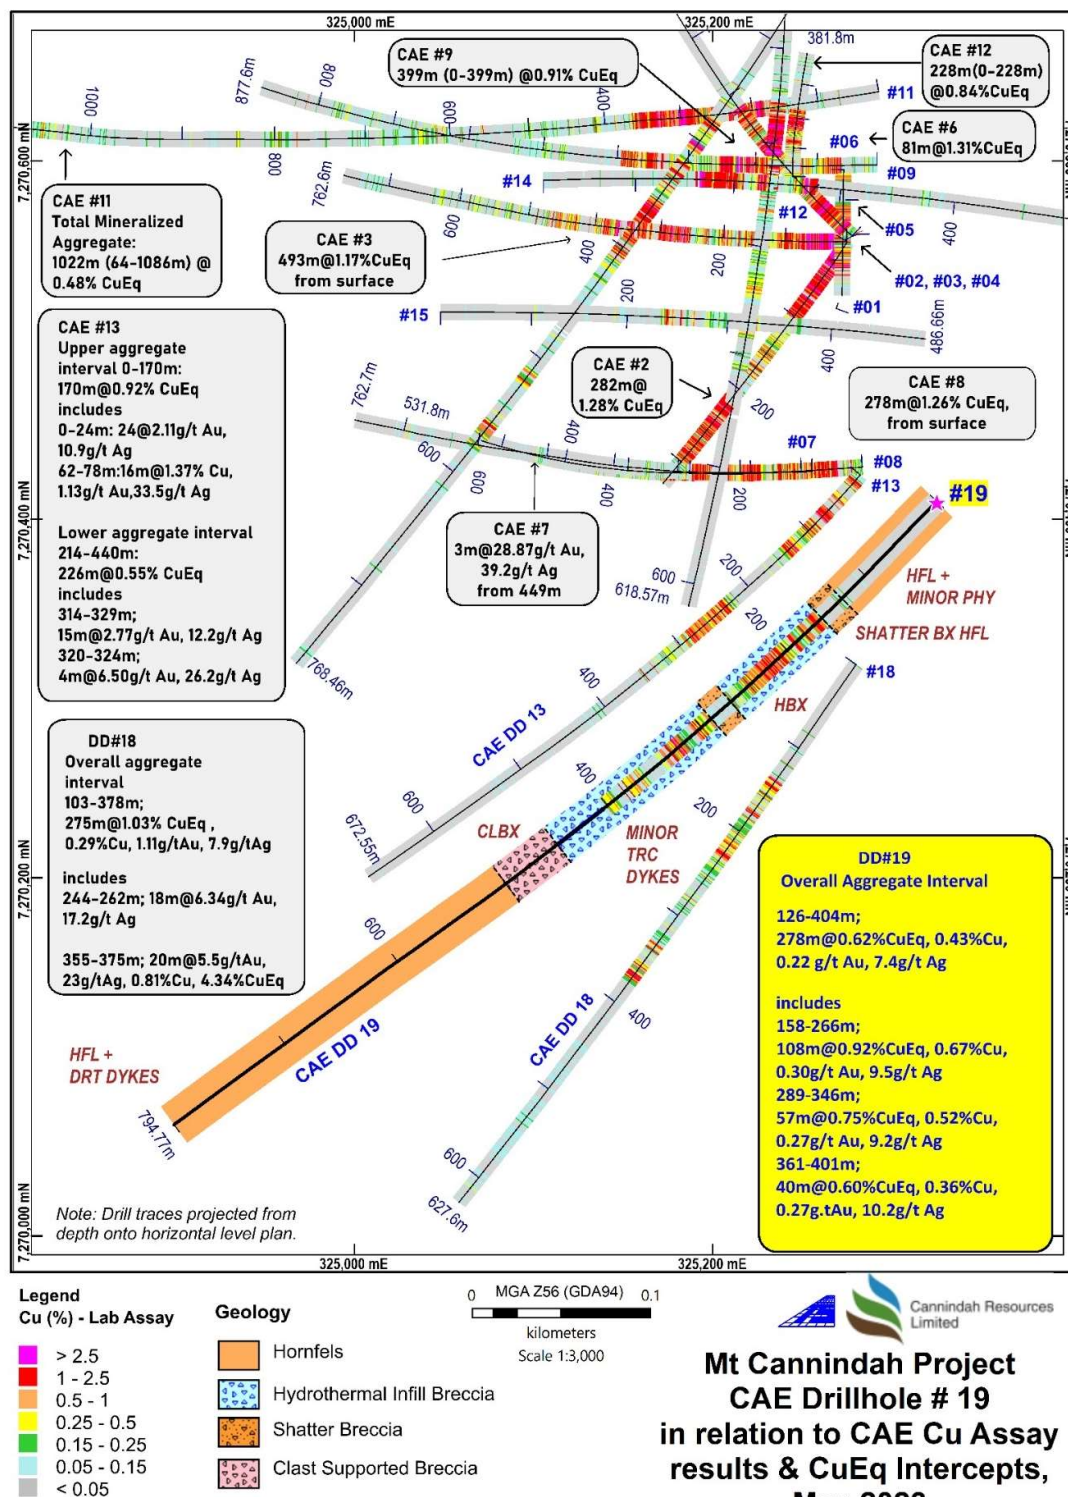 325,000 mE
325,200 mE
7,270,600 mN
7,270,400 mN
7,270,200 mN
7,270,000 mN
CAE #9
399m (0-399m) @0.91% CuEq
381.8m
CAE #12
228m(0-228m)
@0.84%CuEq
#11
877.6m
800
1000
600
400
800
CAE #6
81m@1.31%CuEq
#06
#09
#14
762.6m
600
400
200
200
#12
#05
400
#02, #03, #04
#01
CAE #11
Total Mineralized
Aggregate:
1022m (64-1086m) @
0.48% CuEq
CAE #3
493m@1.17%CuEq
from surface
#15
400
486.66m
CAE #13
Upper aggregate
interval 0-170m:
170m@0.92% CuEq
includes
0-24m: 24@2.11g/t Au,
10.9g/t Ag
62-78m:16m@1.37% Cu,
1.13g/t Au,33.5g/t Ag
Lower aggregate interval
214-440m:
226m@0.55% CuEq
includes
314-329m;
15m@2.77g/t Au, 12.2g/t Ag
320-324m;
4m@6.50g/t Au, 26.2g/t Ag
CAE #2
282m@
1.28% CuEq
200
CAE #8
278m@1.26% CuEq,
from surface
762.7m
531.8m
400
400
600
600
200
#07
#08
#13
#19
CAE #7
3m@28.87g/t Au,
39.2g/t Ag
from 449m
600
618.57m
200
200
HFL +
MINOR PHY
SHATTER BX HFL
#18
768.46m
400
CAE DD 13
HBX
400
600
672.55m
200
CLBX
MINOR
TRC
DYKES
DD#18
Overall aggregate
interval
103-378m;
275m@1.03% CuEq ,
0.29%Cu, 1.11g/tAu, 7.9g/tAg
includes
244-262m; 18m@6.34g/t Au,
17.2g/t Ag
355-375m; 20m@5.5g/tAu,
23g/tAg, 0.81%Cu, 4.34%CuEq
DD#19
Overall Aggregate Interval
126-404m;
278m@0.62%CuEq, 0.43%Cu,
0.22 g/t Au, 7.4g/t Ag
includes
158-266m;
108m@0.92%CuEq, 0.67%Cu,
0.30g/t Au, 9.5g/t Ag
289-346m;
57m@0.75%CuEq, 0.52%Cu,
0.27g/t Au, 9.2g/t Ag
361-401m;
40m@0.60%CuEq, 0.36%Cu,
0.27g.tAu, 10.2g/t Ag
600
400
CAE DD 19
CAE DD 18
HFL +
DRT DYKES
794.77m
600
627.6m
Note: Drill traces projected from
depth onto horizontal level plan.
325,000 mE
325,200 mE
Legend
Cu (%) - Lab Assay
> 2.5
1 - 2.5
0.5 - 1
0.25 - 0.5
0.15 - 0.25
0.05 - 0.15
< 0.05
Geology
Hornfels
Hydrothermal Infill Breccia
Shatter Breccia
Clast Supported Breccia
0 MGA Z56 (GDA94) 0.1
kilometers
Scale 1:3,000
Cannindah Resources
Limited
Mt Cannindah Project
CAE Drillhole # 19
in relation to CAE Cu Assay
results & CuEq Intercepts,